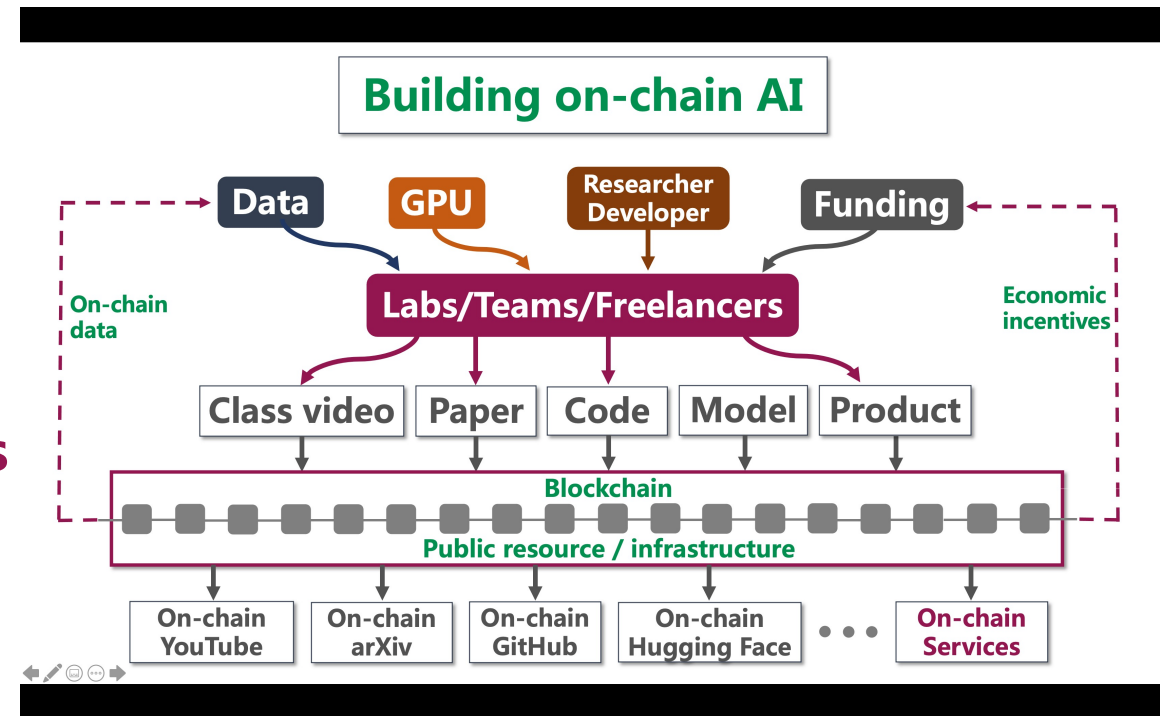 Building on-chain AI
Data
GPU
Researcher
Developer
Funding
On-chain
data
Labs/Teams/Freelancers
Economic
incentives
Class video
Paper
Code
Model
Product
s
Blockchain
Public resource / infrastructure
On-chain
YouTube
On-chain
arXiv
On-chain
GitHub
On-chain
Hugging Face
On-chain
Services